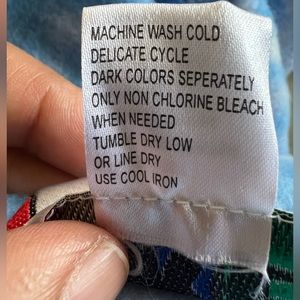 MACHINE WASH COLD
DELICATE CYCLE
DARK COLORS SEPERATELY
ONLY NON CHLORINE BLEACH
WHEN NEEDED
TUMBLE DRY LOW
OR LINE DRY
USE COOL IRON